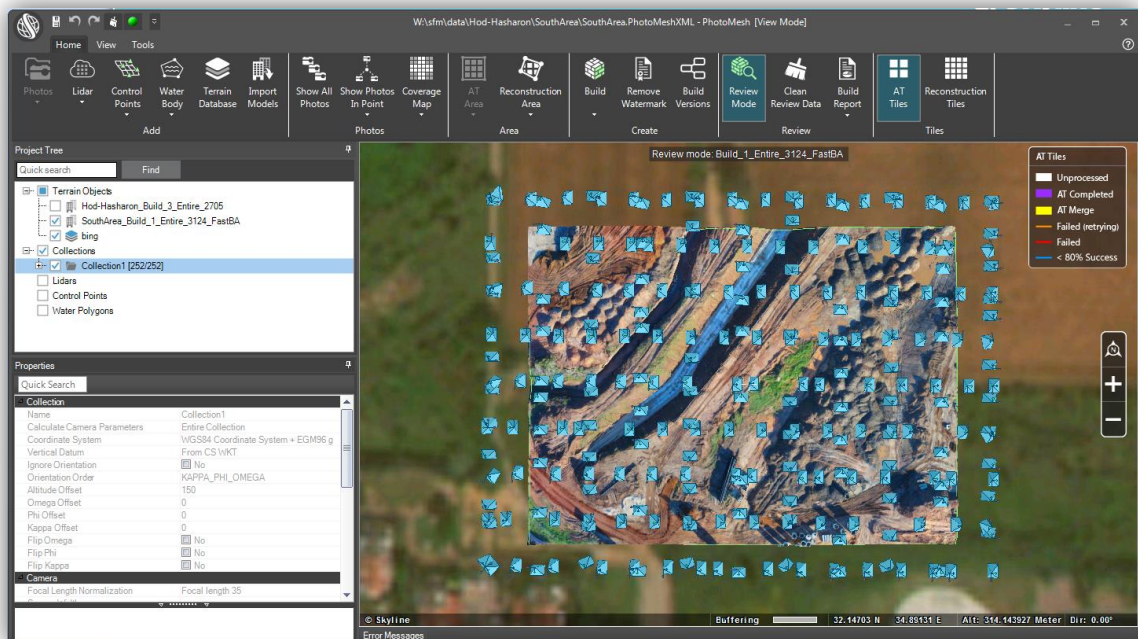 W:\sfm\data\Hod-Hasharon\SouthArea\SouthArea.PhotoMeshXML - PhotoMesh [View Mode]
Home View Tools
Photos
Lidar
Control Points
Water Body
Terrain Database
Import Models
Show All Photos
Show Photos In Point
Coverage Map
AT Area
Reconstruction Area
Build
Remove Watermark
Build Versions
Review Mode
Clean Review Data
Build Report
AT Tiles
Reconstruction Tiles
Add
Photos
Area
Create
Review
Tiles
Project Tree
Quick search Find
Terrain Objects
Hod-Hasharon_Build_3_Entire_2705
SouthArea_Build_1_Entire_3124_FastBA
bing
Collections
Collection1 [252/252]
Lidars
Control Points
Water Polygons
Properties
Quick Search
Collection
Name Collection1
Calculate Camera Parameters Entire Collection
Coordinate System WGS84 Coordinate System + EGM96 g
Vertical Datum From CS WKT
Ignore Orientation No
Orientation Order KAPPA_PHI_OMEGA
Altitude Offset 150
Omega Offset 0
Phi Offset 0
Kappa Offset 0
Flip Omega No
Flip Phi No
Flip Kappa No
Camera
Focal Length Normalization Focal length 35
Review mode: Build_1_Entire_3124_FastBA
AT Tiles
Unprocessed
AT Completed
AT Merge
Failed (retrying)
Failed
< 80% Success
N
© Skyline Buffering 32.14703 N 34.89131 E Alt: 314.143927 Meter Dir: 0.00°
Error Messages